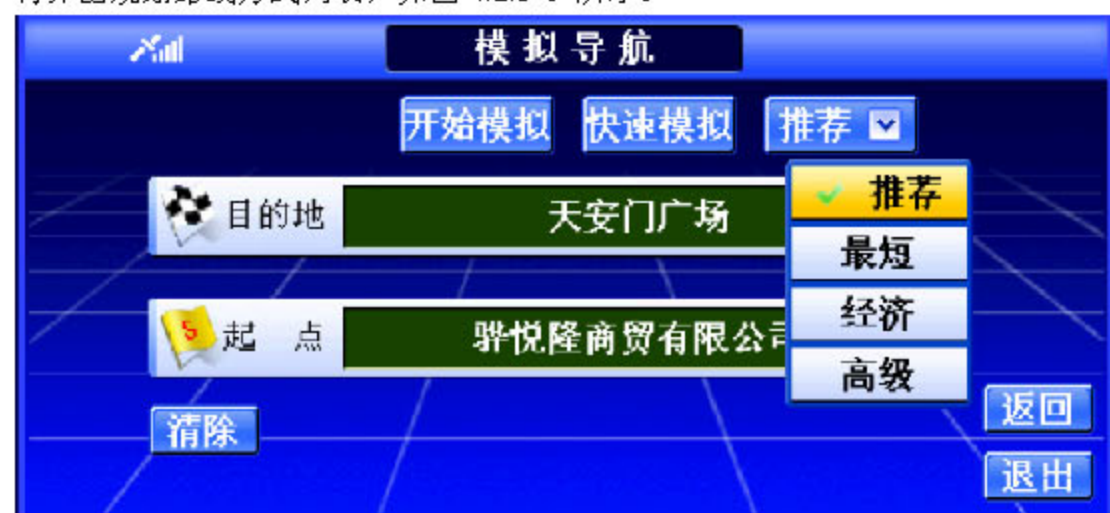 模拟导航
开始模拟 快速模拟 推荐
目的地 天安门广场 推荐
最短
经济
起 点 骅悦隆商贸有限公司
高级
清除 返回
退出